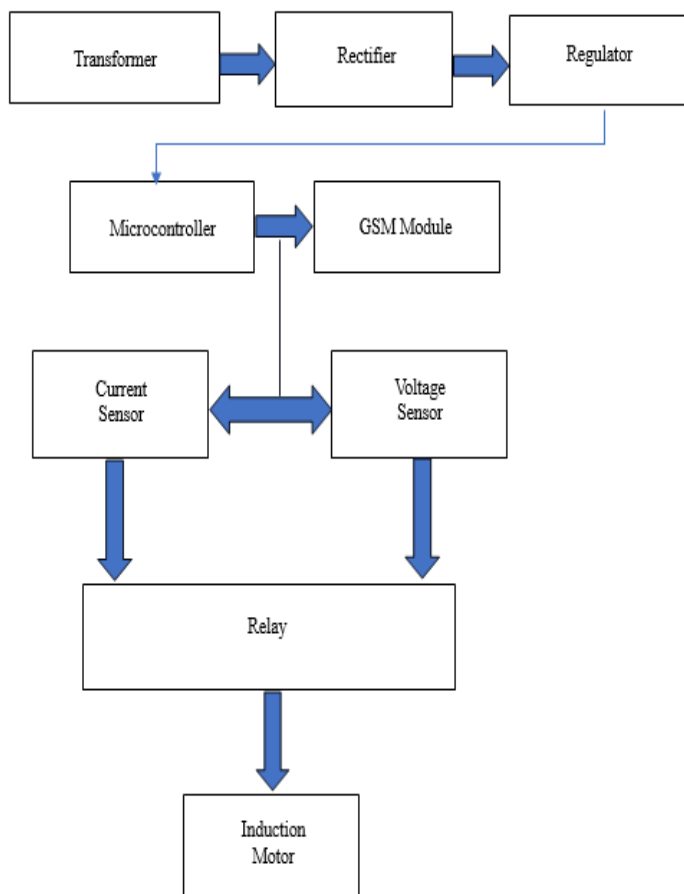 Transformer
Rectifier
Regulator
Microcontroller
GSM Module
Current
Sensor
Voltage
Sensor
Relay
Induction
Motor